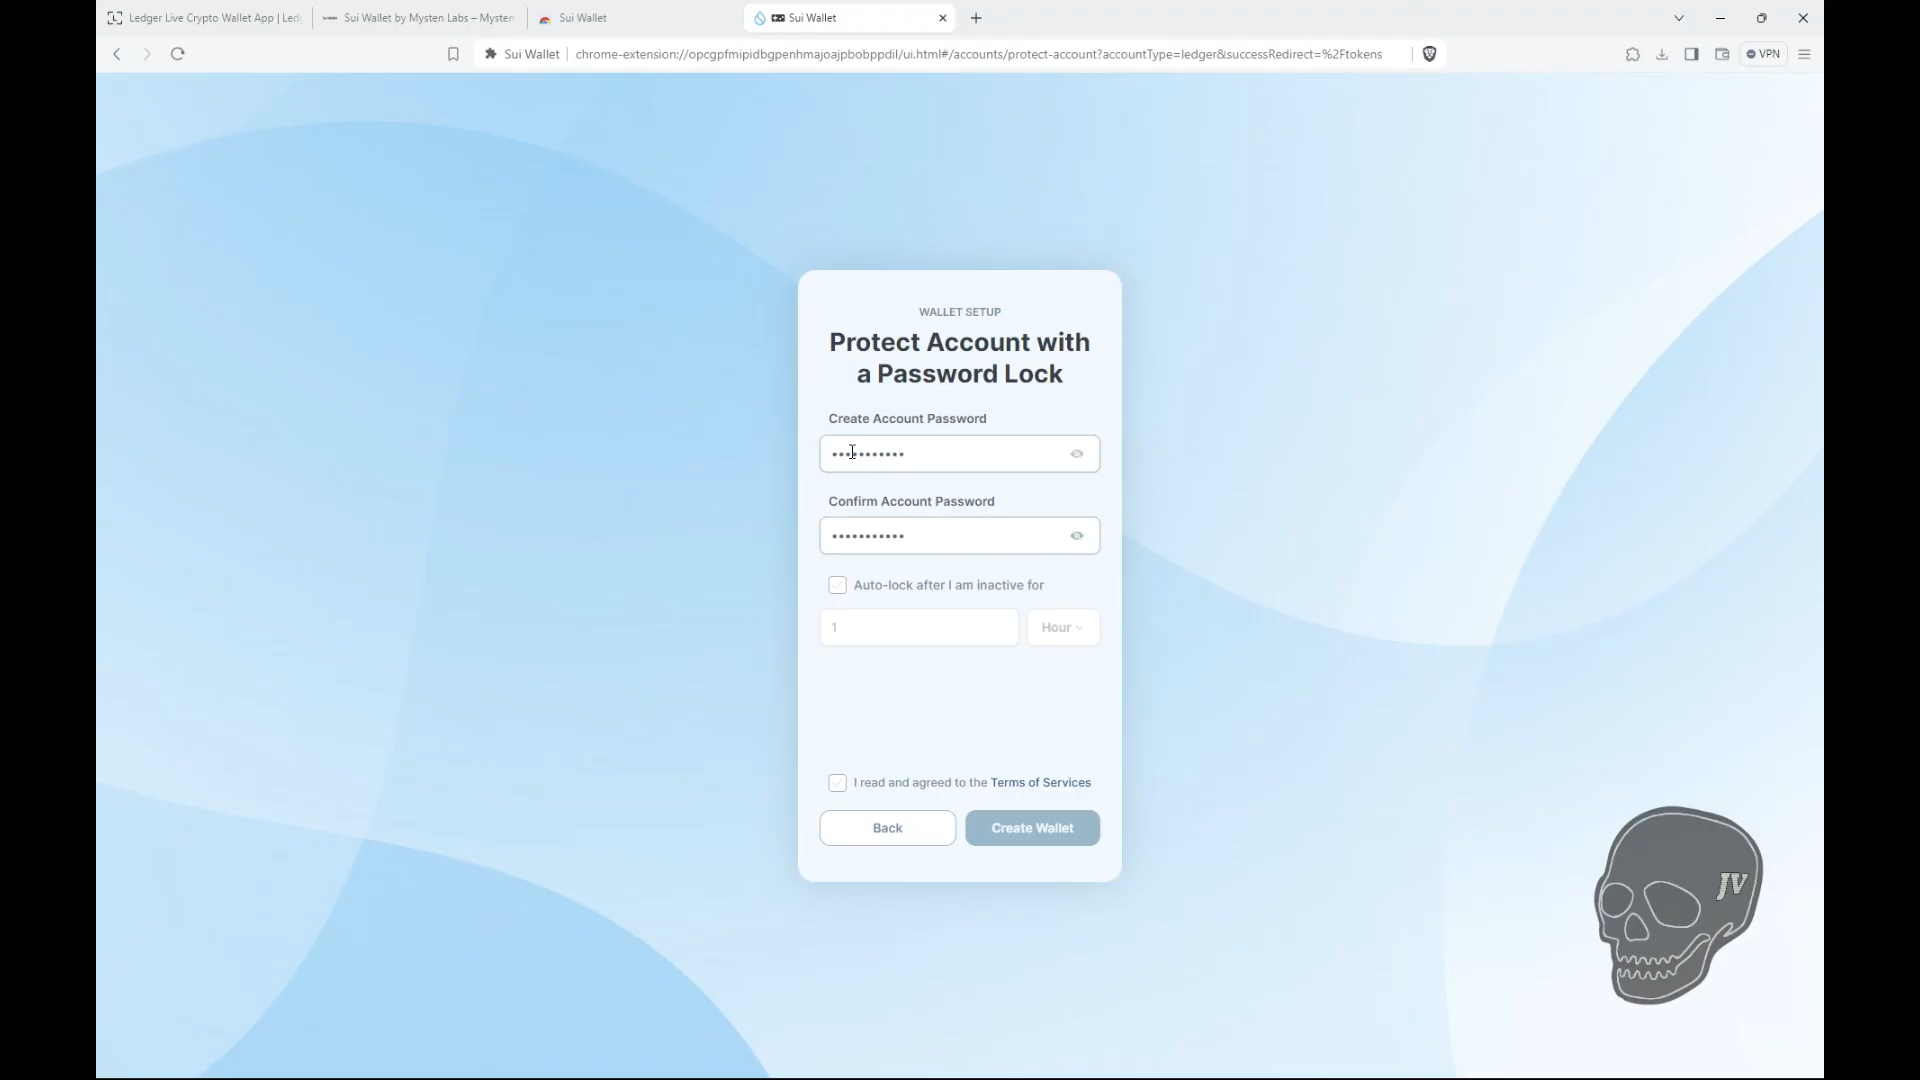 Ledger Live Crypto Wallet App | Led
Sui Wallet by Mysten Labs – Mysten
Sui Wallet
Sui Wallet
Sui Wallet
chrome-extension://opcgpfmipidbgpenhmajoajpbobppdil/ui.html#/accounts/protect-account?accountType=ledger&successRedirect=%2Ftokens
VPN
WALLET SETUP
Protect Account with
a Password Lock
Create Account Password
•••••••••••
Confirm Account Password
•••••••••••
Auto-lock after I am inactive for
1
Hour
I read and agreed to the Terms of Services
Back
Create Wallet
JV